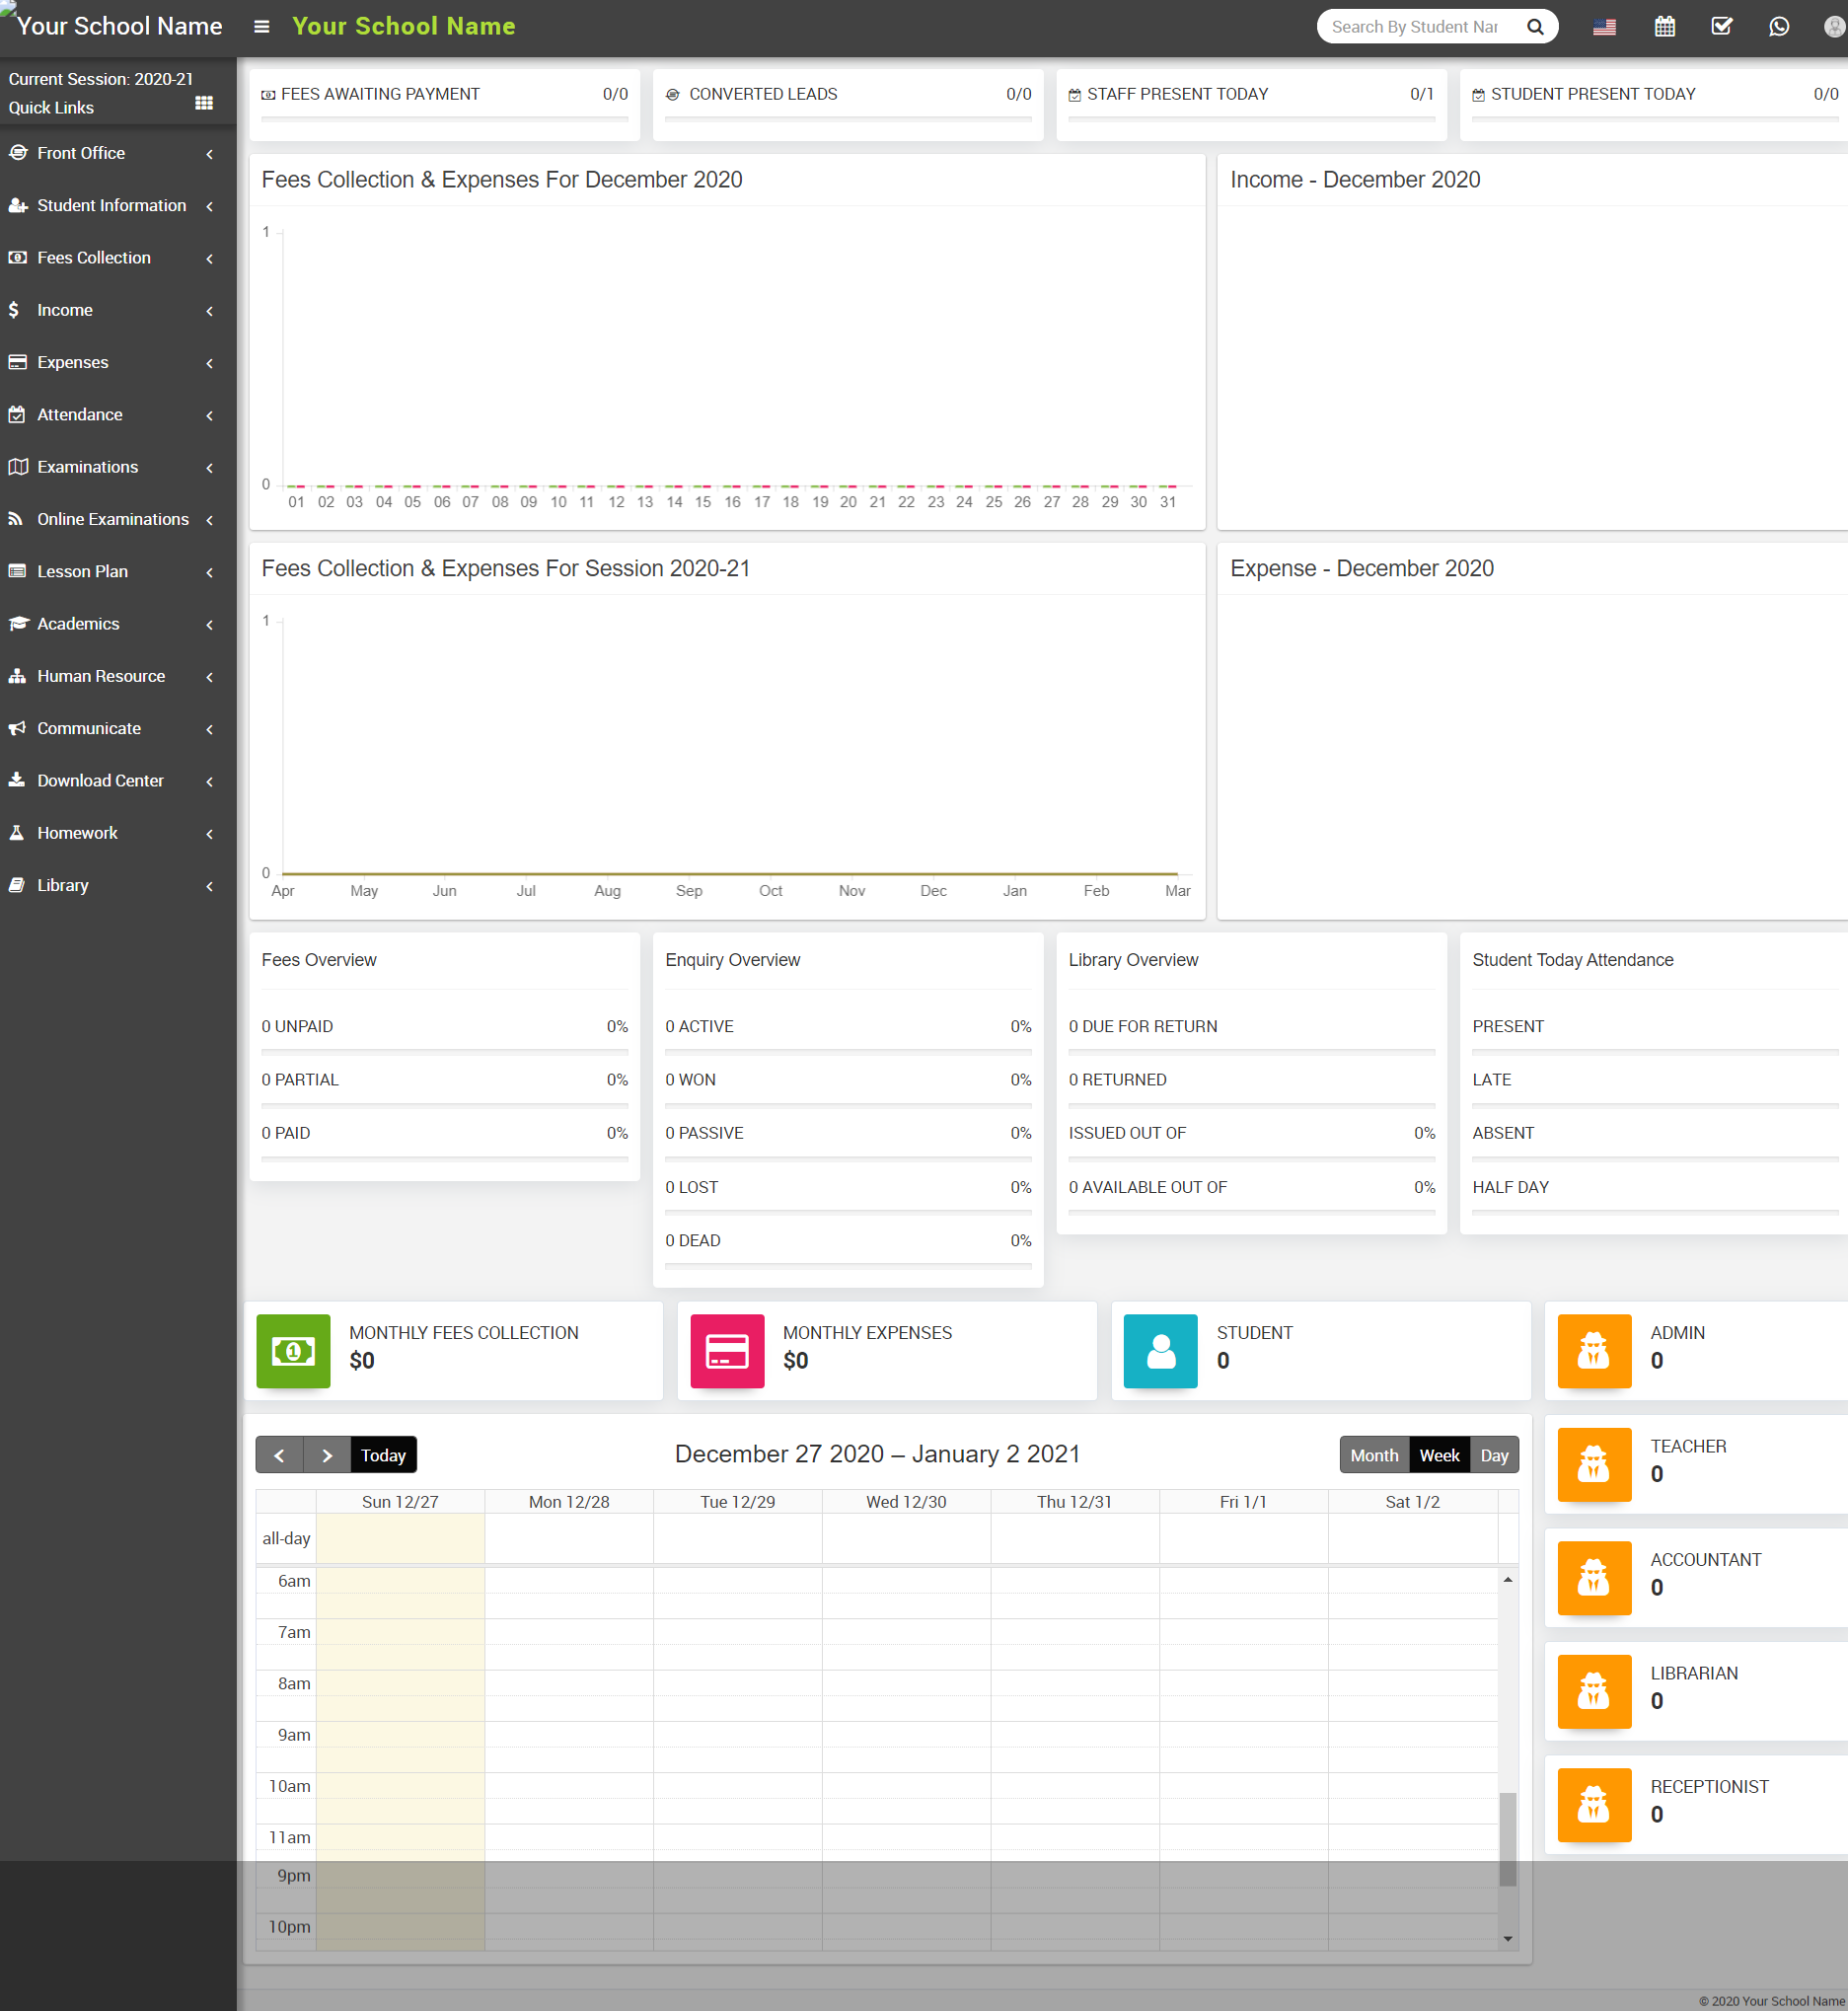 Your School Name
Your School Name
Search By Student Nar
Current Session: 2020-21
Quick Links
Front Office
Student Information
Fees Collection
Income
Expenses
Attendance
Examinations
Online Examinations
Lesson Plan
Academics
Human Resource
Communicate
Download Center
Homework
Library
FEES AWAITING PAYMENT 0/0
CONVERTED LEADS 0/0
STAFF PRESENT TODAY 0/1
STUDENT PRESENT TODAY 0/0
Fees Collection & Expenses For December 2020
1
0
01 02 03 04 05 06 07 08 09 10 11 12 13 14 15 16 17 18 19 20 21 22 23 24 25 26 27 28 29 30 31
Income - December 2020
Fees Collection & Expenses For Session 2020-21
1
0
Apr May Jun Jul Aug Sep Oct Nov Dec Jan Feb Mar
Expense - December 2020
Fees Overview
0 UNPAID 0%
0 PARTIAL 0%
0 PAID 0%
Enquiry Overview
0 ACTIVE 0%
0 WON 0%
0 PASSIVE 0%
0 LOST 0%
0 DEAD 0%
Library Overview
0 DUE FOR RETURN
0 RETURNED
ISSUED OUT OF 0%
0 AVAILABLE OUT OF 0%
Student Today Attendance
PRESENT
LATE
ABSENT
HALF DAY
MONTHLY FEES COLLECTION
$0
MONTHLY EXPENSES
$0
STUDENT
0
ADMIN
0
Today
December 27 2020 – January 2 2021
Month Week Day
Sun 12/27 Mon 12/28 Tue 12/29 Wed 12/30 Thu 12/31 Fri 1/1 Sat 1/2
all-day
6am
7am
8am
9am
10am
11am
9pm
10pm
TEACHER
0
ACCOUNTANT
0
LIBRARIAN
0
RECEPTIONIST
0
© 2020 Your School Name